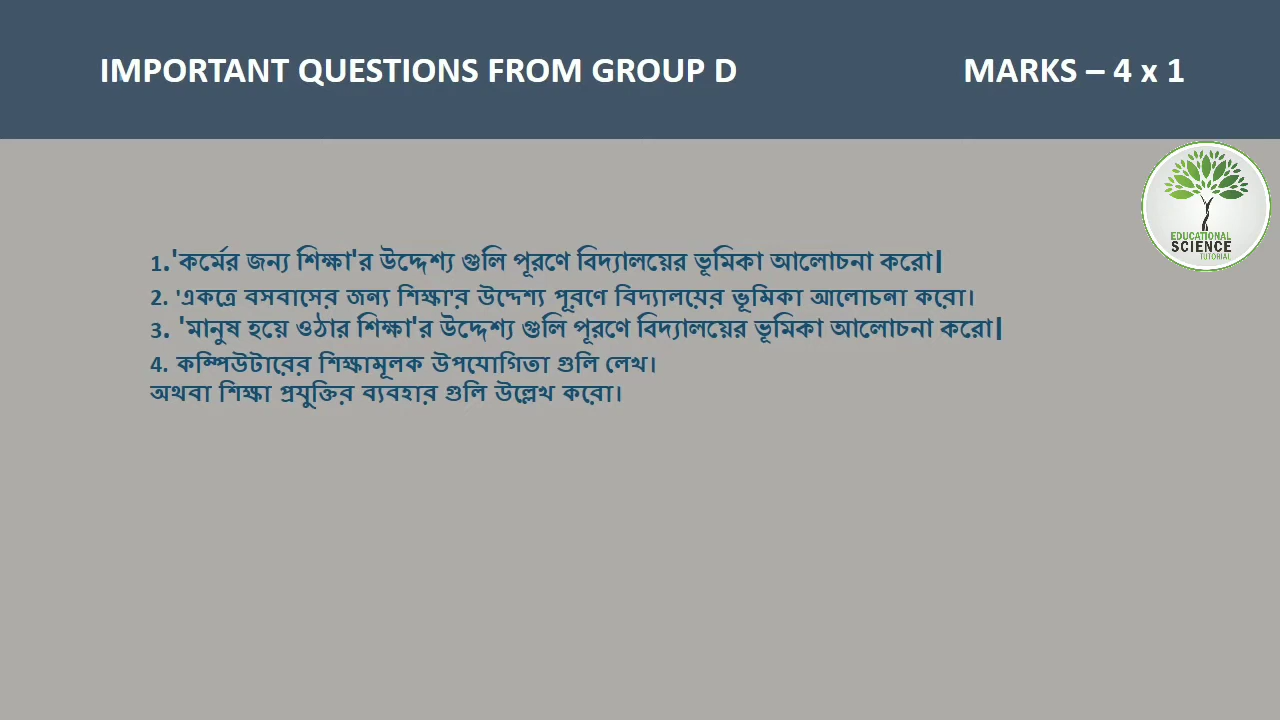 IMPORTANT QUESTIONS FROM GROUP D MARKS – 4 x 1
EDUCATIONAL
SCIENCE
TUTORIAL
1.'কর্মের জন্য শিক্ষা'র উদ্দেশ্য গুলি পূরণে বিদ্যালয়ের ভূমিকা আলোচনা করো|
2. 'একত্রে বসবাসের জন্য শিক্ষা'র উদ্দেশ্য পূরণে বিদ্যালয়ের ভূমিকা আলোচনা করো।
3. 'মানুষ হয়ে ওঠার শিক্ষা'র উদ্দেশ্য গুলি পূরণে বিদ্যালয়ের ভূমিকা আলোচনা করো|
4. কম্পিউটারের শিক্ষামূলক উপযোগিতা গুলি লেখ।
অথবা শিক্ষা প্রযুক্তির ব্যবহার গুলি উল্লেখ করো।